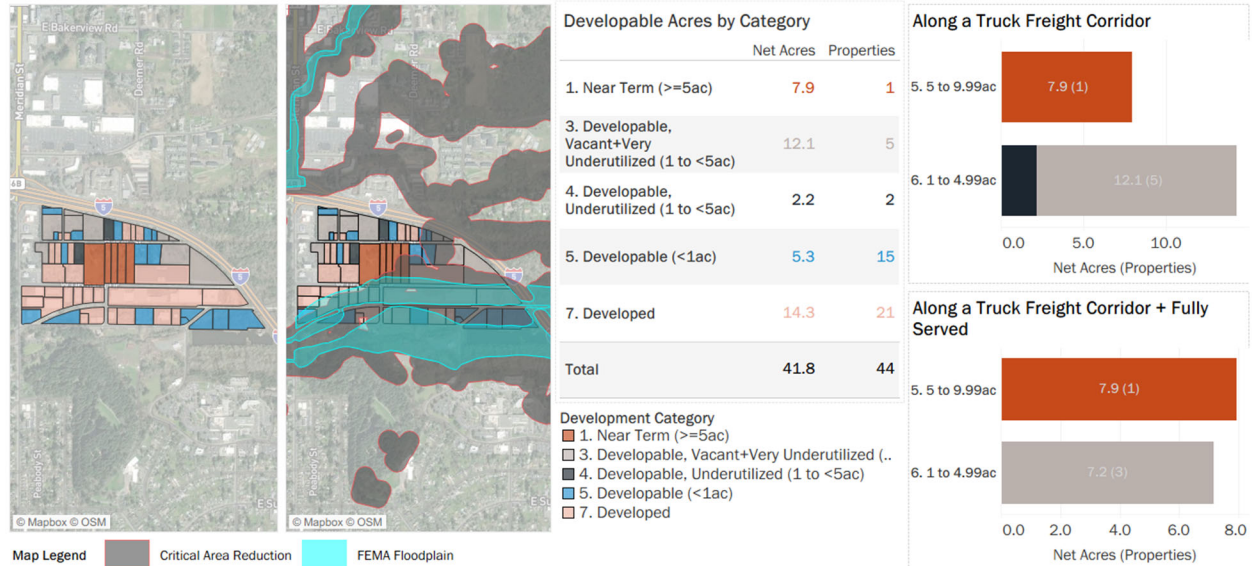 E Bakerview Rd
Deemer Rd
Meridian St
5
5
Peabody St
© Mapbox © OSM
Deemer Rd
5
5
Peabody St
© Mapbox © OSM
Map Legend
Critical Area Reduction
FEMA Floodplain
Developable Acres by Category
Net Acres Properties
1. Near Term (>=5ac) 7.9 1
3. Developable,
Vacant+Very
Underutilized (1 to <5ac) 12.1 5
4. Developable,
Underutilized (1 to <5ac) 2.2 2
5. Developable (<1ac) 5.3 15
7. Developed 14.3 21
Total 41.8 44
Development Category
1. Near Term (>=5ac)
3. Developable, Vacant+Very Underutilized (..
4. Developable, Underutilized (1 to <5ac)
5. Developable (<1ac)
7. Developed
Along a Truck Freight Corridor
5. 5 to 9.99ac
7.9 (1)
6. 1 to 4.99ac
12.1 (5)
0.0 5.0 10.0
Net Acres (Properties)
Along a Truck Freight Corridor + Fully
Served
5. 5 to 9.99ac
7.9 (1)
6. 1 to 4.99ac
7.2 (3)
0.0 2.0 4.0 6.0 8.0
Net Acres (Properties)